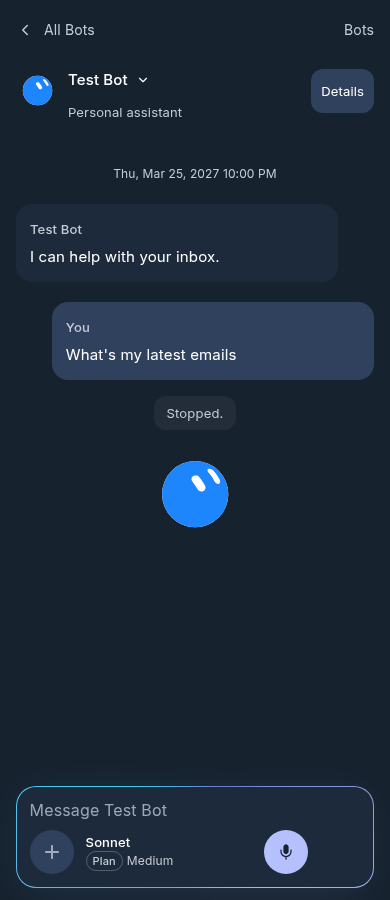 All Bots
Bots
Test Bot
Personal assistant
Details
Thu, Mar 25, 2027 10:00 PM
Test Bot
I can help with your inbox.
You
What's my latest emails
Stopped.
Message Test Bot
Sonnet
Plan Medium